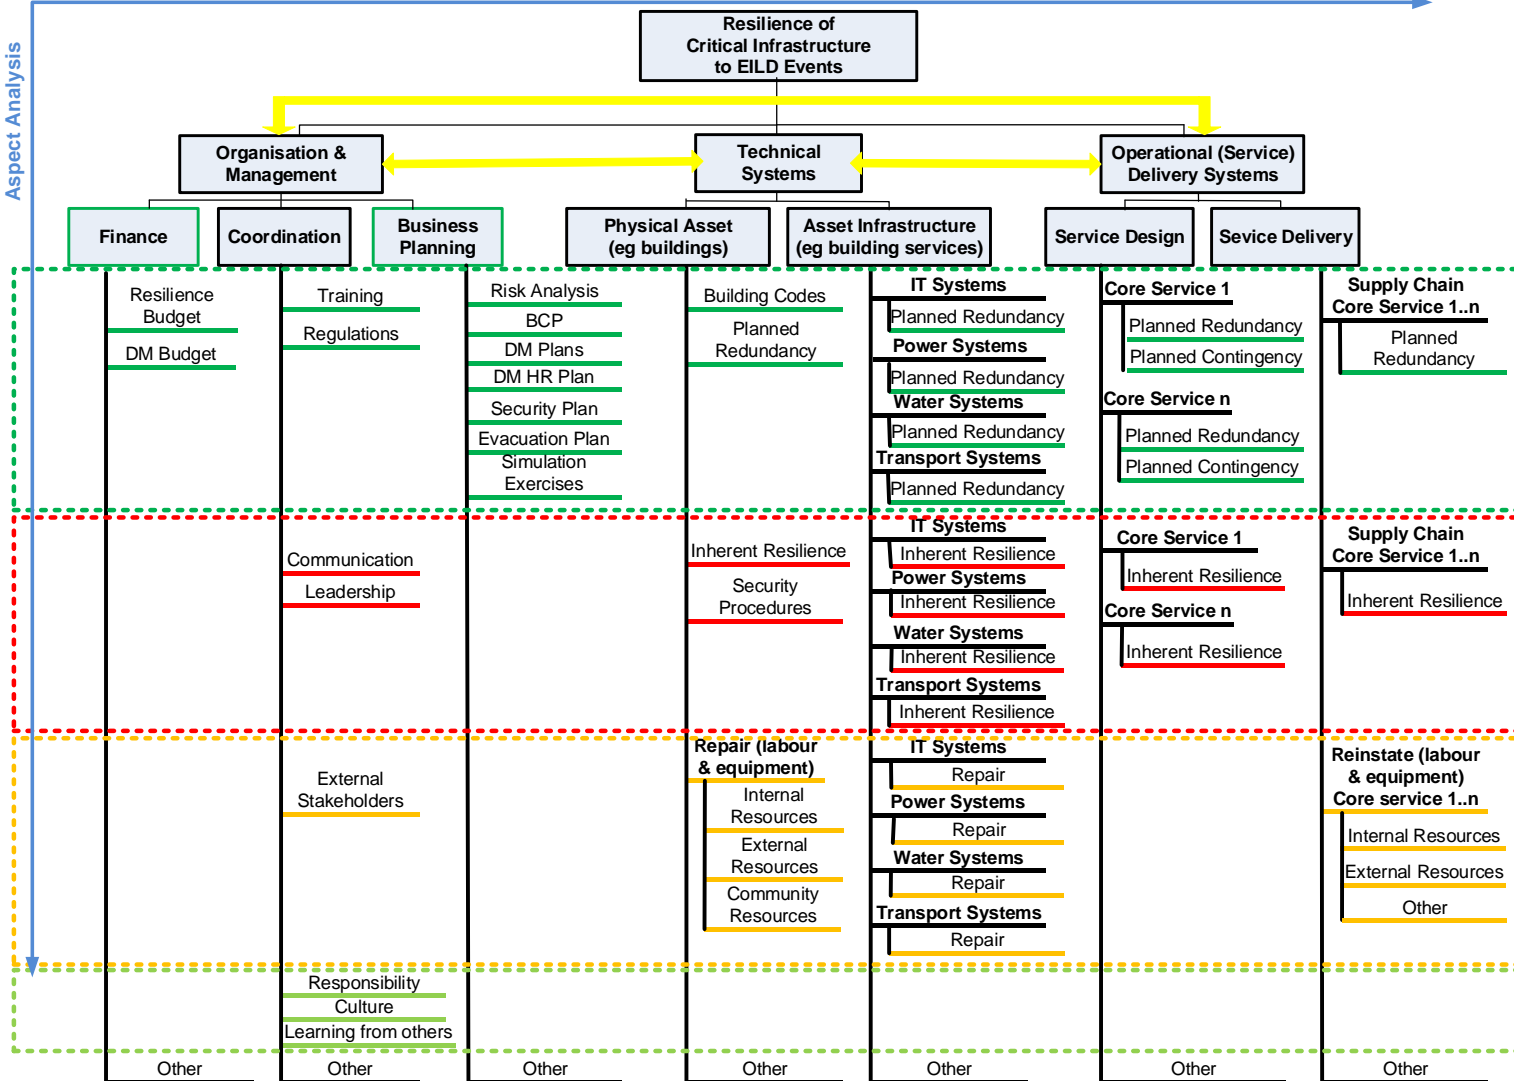 Aspect Analysis
Resilience of
Critical Infrastructure
to EILD Events
Organisation &
Management
Technical
Systems
Operational (Service)
Delivery Systems
Finance
Coordination
Business
Planning
Physical Asset
(eg buildings)
Asset Infrastructure
(eg building services)
Service Design
Sevice Delivery
Resilience
Budget
DM Budget
Training
Regulations
Risk Analysis
BCP
DM Plans
DM HR Plan
Security Plan
Evacuation Plan
Simulation
Exercises
Building Codes
Planned
Redundancy
IT Systems
Planned Redundancy
Power Systems
Planned Redundancy
Water Systems
Planned Redundancy
Transport Systems
Planned Redundancy
Core Service 1
Planned Redundancy
Planned Contingency
Core Service n
Planned Redundancy
Planned Contingency
Supply Chain
Core Service 1..n
Planned
Redundancy
Communication
Leadership
Inherent Resilience
Security
Procedures
IT Systems
Inherent Resilience
Power Systems
Inherent Resilience
Water Systems
Inherent Resilience
Transport Systems
Inherent Resilience
Core Service 1
Inherent Resilience
Core Service n
Inherent Resilience
Supply Chain
Core Service 1..n
Inherent Resilience
External
Stakeholders
Repair (labour
& equipment)
Internal
Resources
External
Resources
Community
Resources
IT Systems
Repair
Power Systems
Repair
Water Systems
Repair
Transport Systems
Repair
Reinstate (labour
& equipment)
Core service 1..n
Internal Resources
External Resources
Other
Responsibility
Culture
Learning from others
Other
Other
Other
Other
Other
Other
Other